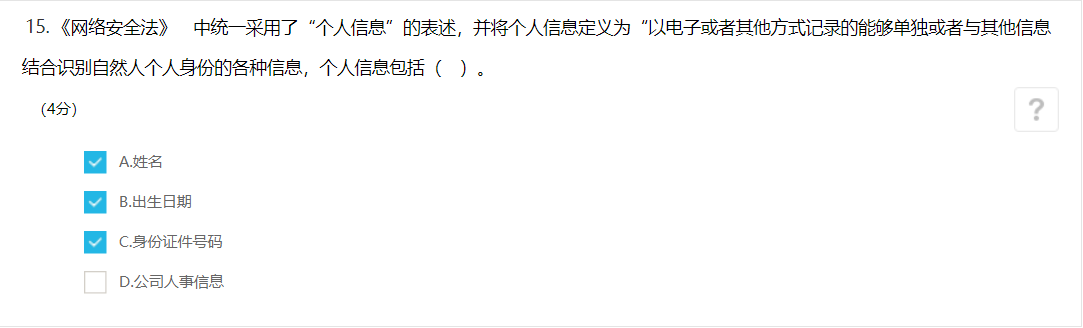 15.《网络安全法》 中统一采用了“个人信息”的表述，并将个人信息定义为“以电子或者其他方式记录的能够单独或者与其他信息
结合识别自然人个人身份的各种信息，个人信息包括（ ）。
（4分）
?
A.姓名
B.出生日期
C.身份证件号码
D.公司人事信息